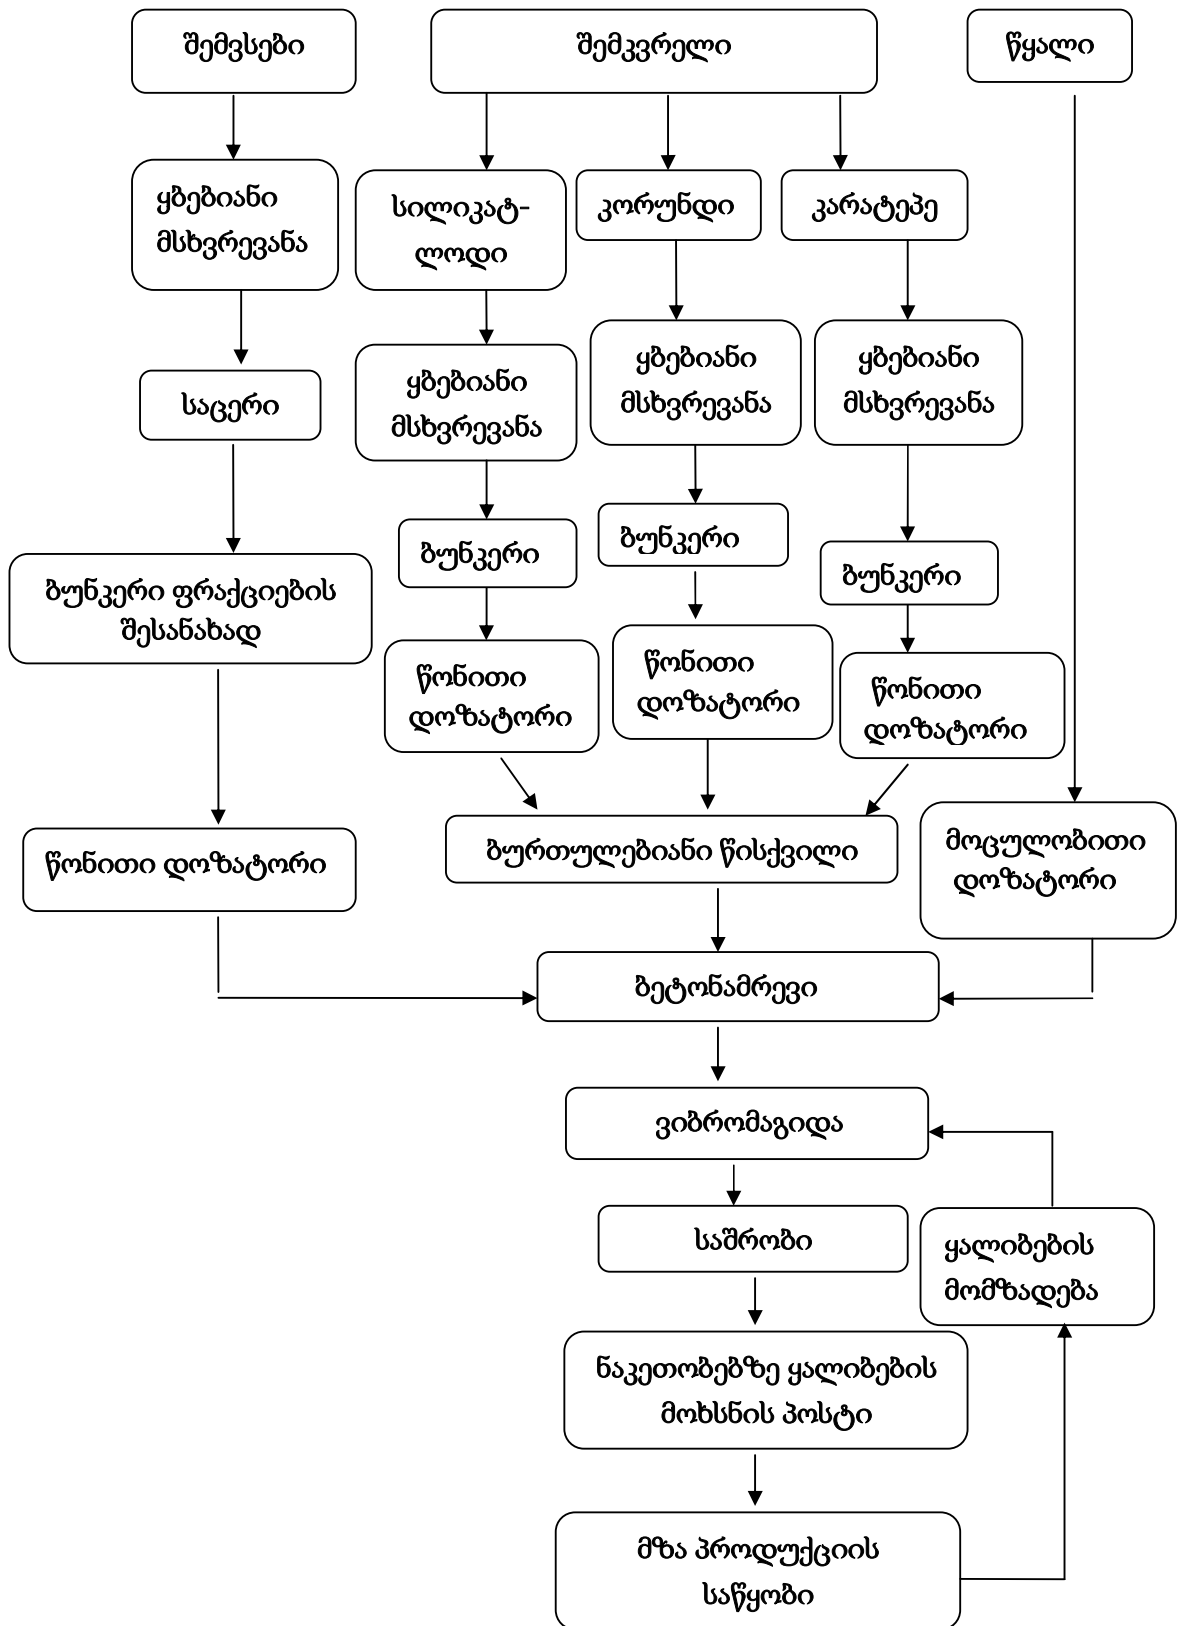 შემვსები
შემკვრელი
წყალი
ყბებიანი
მსხვრევანა
სილიკატ-
ლოდი
კორუნდი
კარატეპე
საცერი
ყბებიანი
მსხვრევანა
ყბებიანი
მსხვრევანა
ყბებიანი
მსხვრევანა
ბუნკერი ფრაქციების
შესანახად
ბუნკერი
ბუნკერი
ბუნკერი
წონითი
დოზატორი
წონითი
დოზატორი
წონითი
დოზატორი
წონითი დოზატორი
ბურთულებიანი წისქვილი
მოცულობითი
დოზატორი
ბეტონამრევი
ვიბრომაგიდა
საშრობი
ყალიბების
მომზადება
ნაკეთობებზე ყალიბების
მოხსნის პოსტი
მზა პროდუქციის
საწყობი